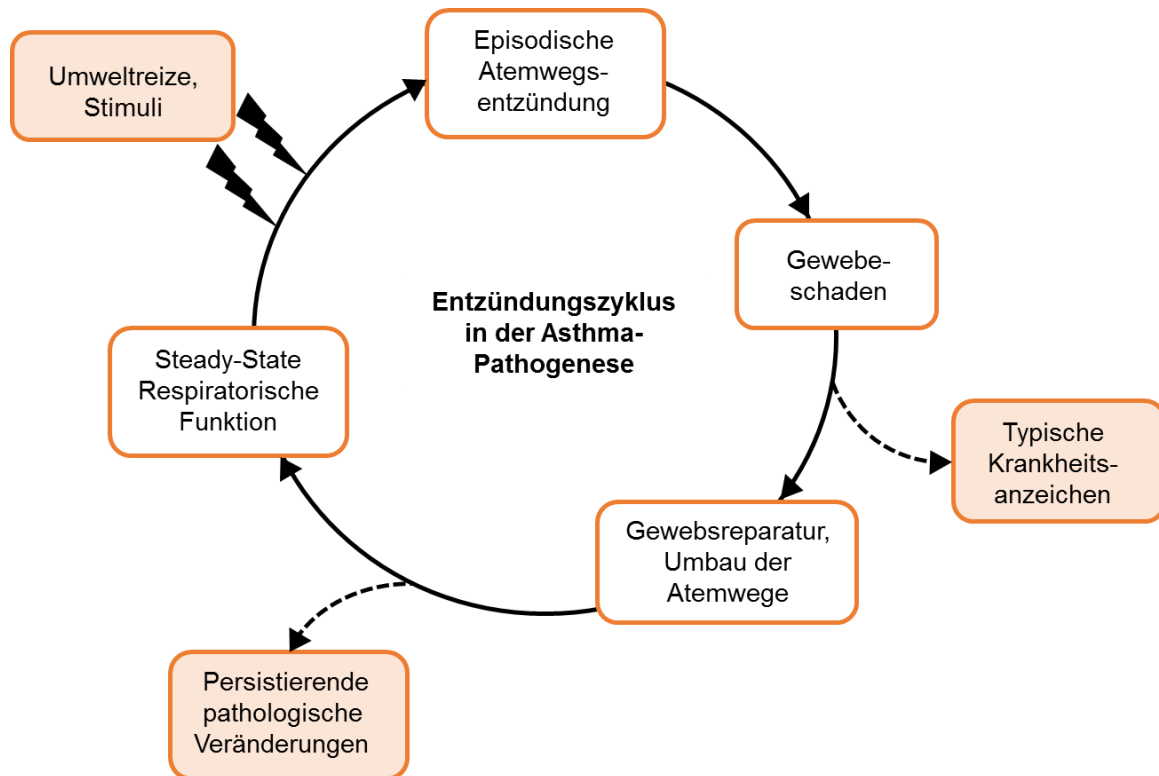 Umweltreize,
Stimuli
Episodische
Atemwegs-
entzündung
Gewebe-
schaden
Entzündungszyklus
in der Asthma-
Pathogenese
Steady-State
Respiratorische
Funktion
Typische
Krankheits-
anzeichen
Gewebsreparatur,
Umbau der
Atemwege
Persistierende
pathologische
Veränderungen